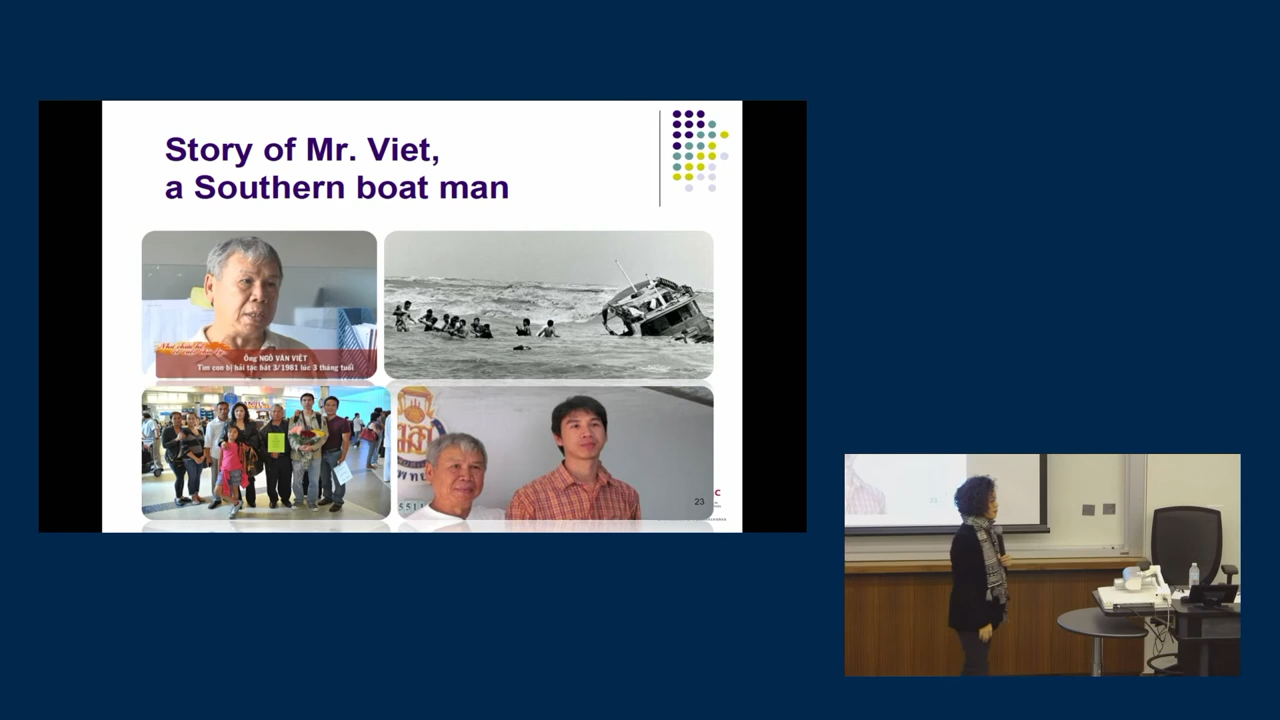 Story of Mr. Viet,
a Southern boat man
Ông NGÔ VĂN VIỆT
Tìm con bị hải tặc bắt 3/1981 lúc 3 tháng tuổi
23
C
23